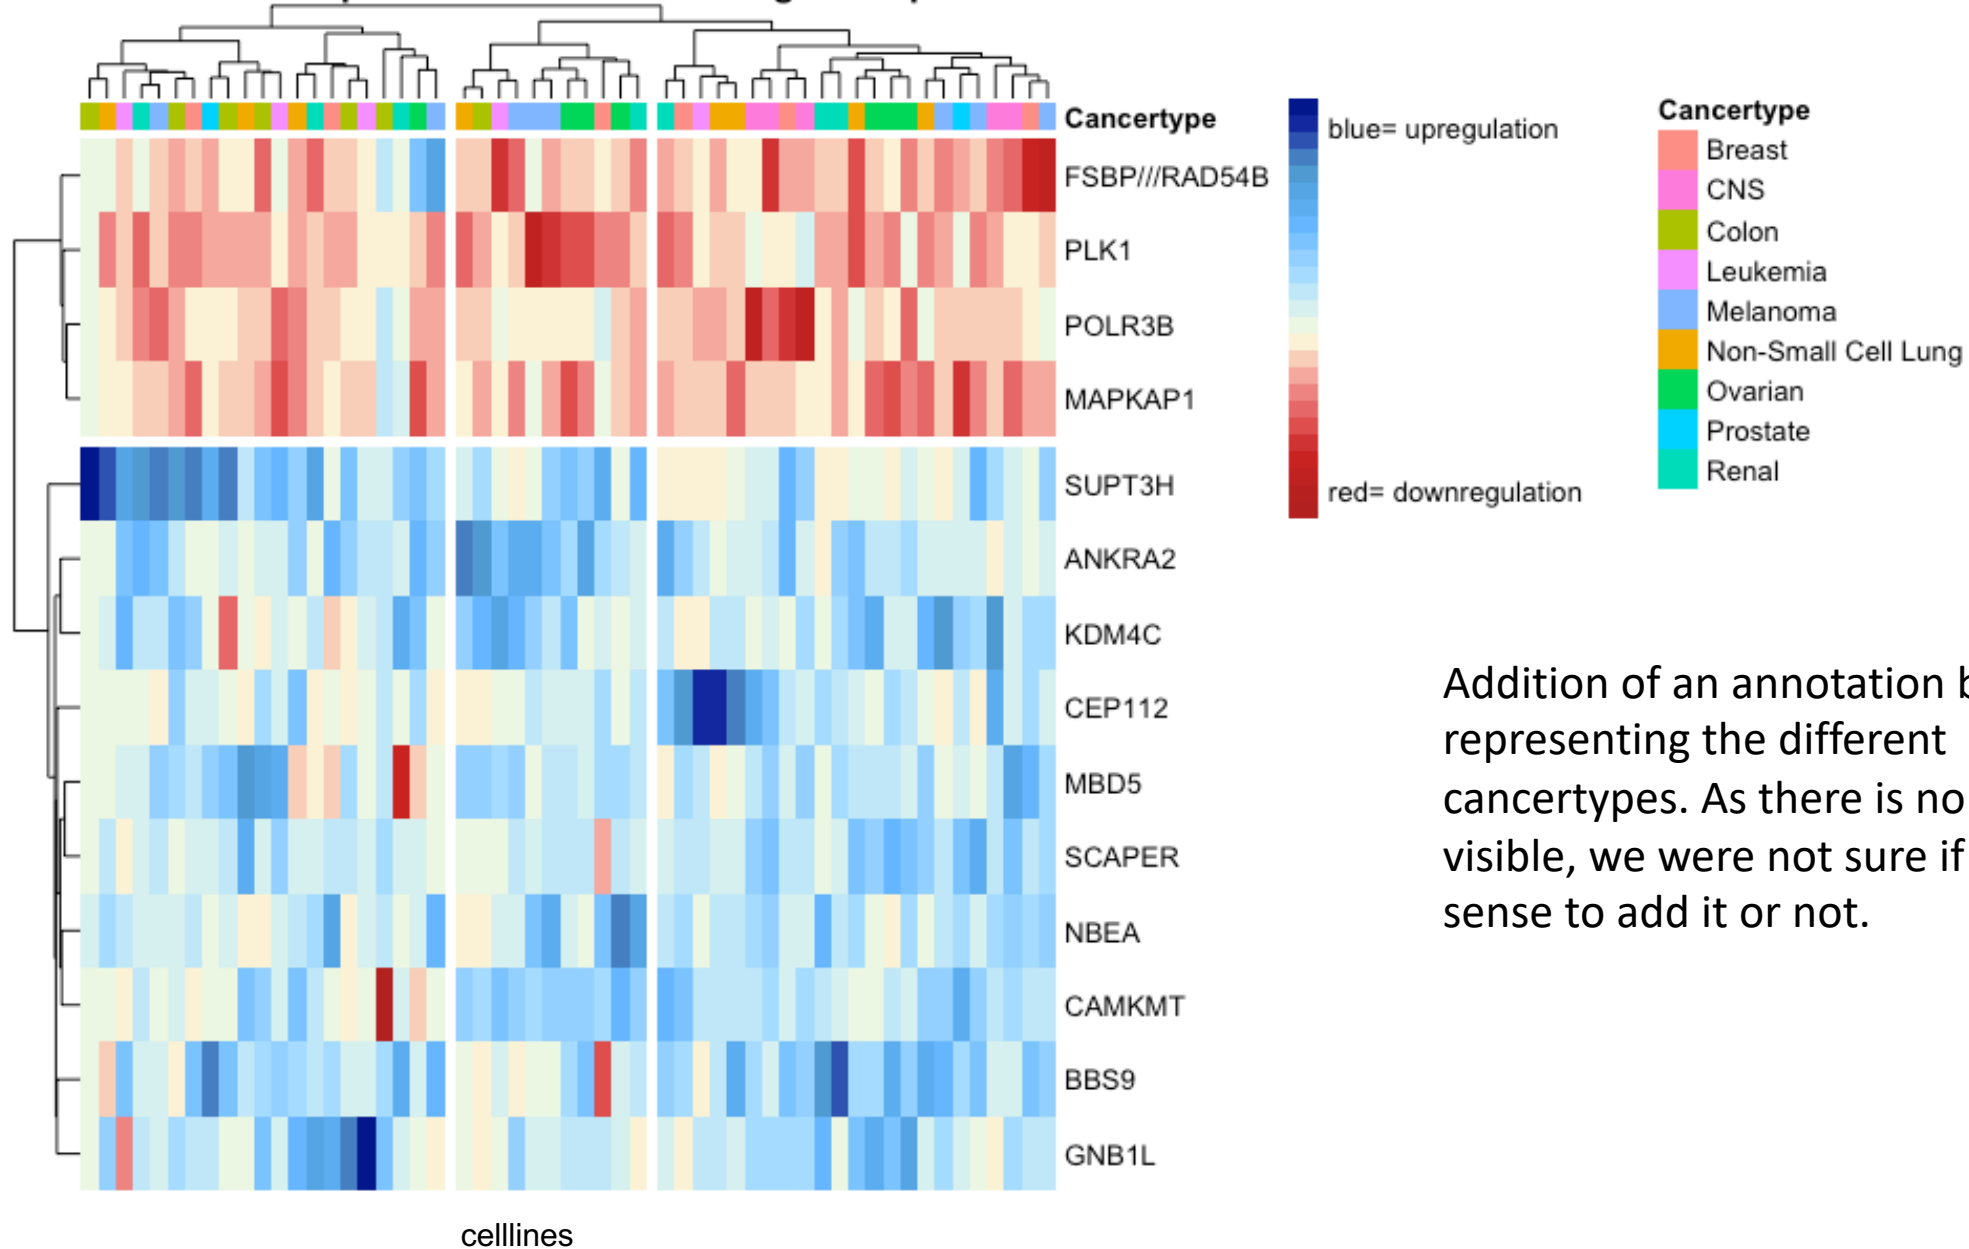 Cancertype
FSBP///RAD54B
PLK1
POLR3B
MAPKAP1
SUPT3H
ANKRA2
KDM4C
CEP112
MBD5
SCAPER
NBEA
CAMKMT
BBS9
GNB1L
celllines
blue= upregulation
red= downregulation
Cancertype
Breast
CNS
Colon
Leukemia
Melanoma
Non-Small Cell Lung
Ovarian
Prostate
Renal
Addition of an annotation
representing the different
cancertypes. As there is no
visible, we were not sure if
sense to add it or not.